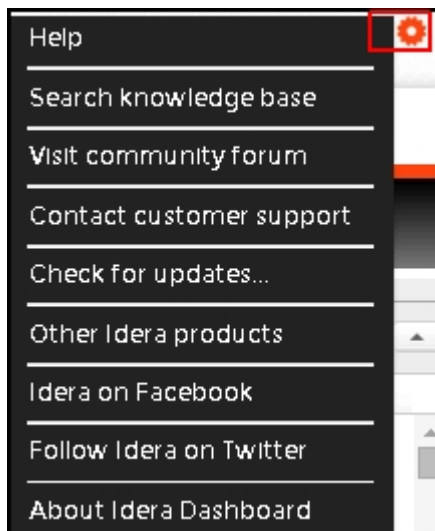 Help
Search knowledge base
Visit community forum
Contact customer support
Check for updates...
Other Idera products
Idera on Facebook
Follow Idera on Twitter
About Idera Dashboard